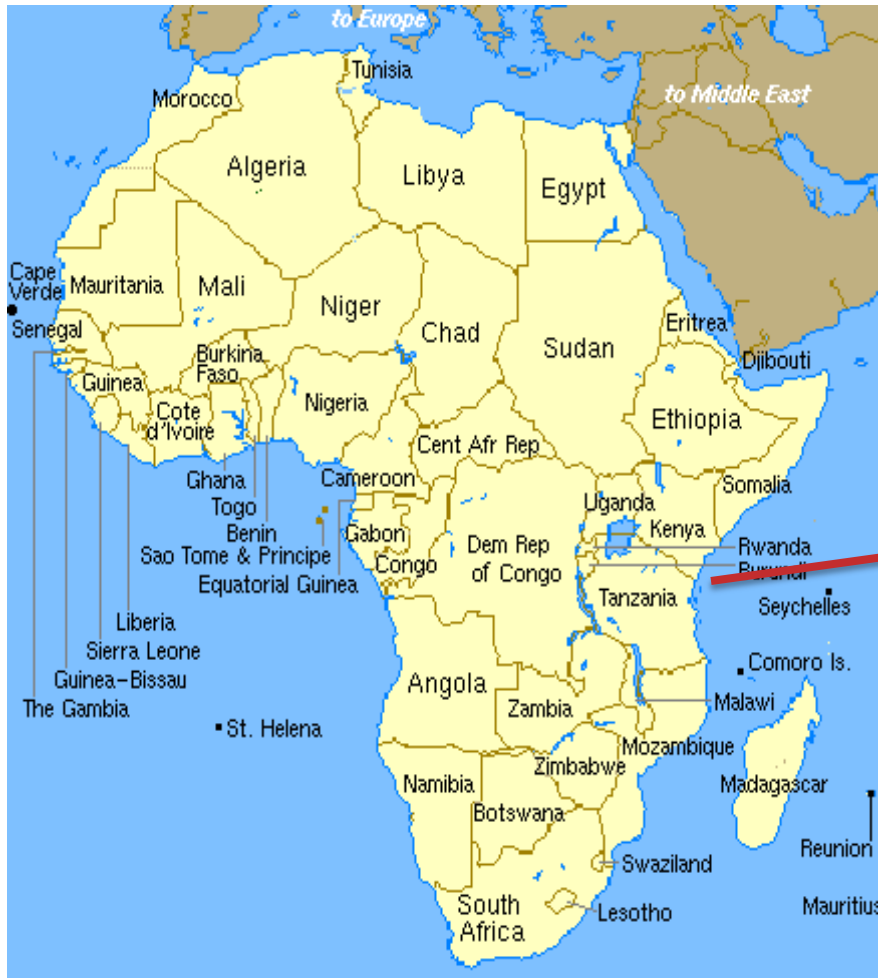 to Europe
Tunisia
Morocco
to Middle East
Algeria
Libya
Egypt
Cape
Verde
Mauritania
Mali
Niger
Chad
Sudan
Eritrea
Senegal
Djibouti
Burkina
Faso
Guinea
Nigeria
Cote
d'Ivoire
Ethiopia
Cent Afr Rep
Ghana
Cameroon
Somalia
Togo
Uganda
Benin
Gabon
Kenya
Sao Tome & Principe
Dem Rep
of Congo
Rwanda
Congo
Equatorial Guinea
Burundi
Tanzania
Seychelles
Liberia
Sierra Leone
Guinea-Bissau
Comoro Is.
The Gambia
Angola
Malawi
Zambia
St. Helena
Mozambique
Zimbabwe
Namibia
Madagascar
Botswana
Reunion
Swaziland
South
Africa
Lesotho
Mauritius